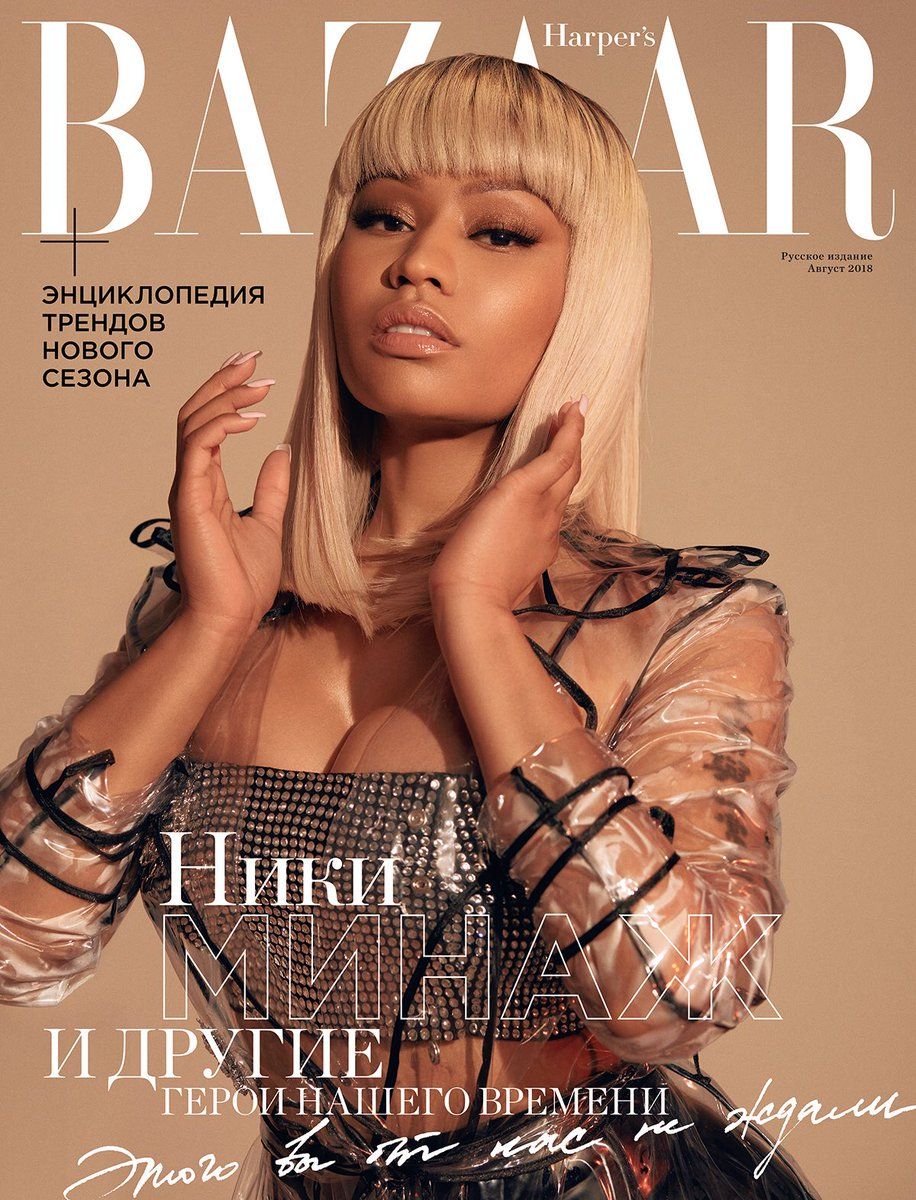 Harper's
BAZAAR
Русское издание
Август 2018
ЭНЦИКЛОПЕДИЯ
ТРЕНДОВ
НОВОГО
СЕЗОНА
Ники
МИНАЖ
И ДРУГИЕ
ГЕРОИ НАШЕГО ВРЕМЕНИ
Этого вы от нас не ждали